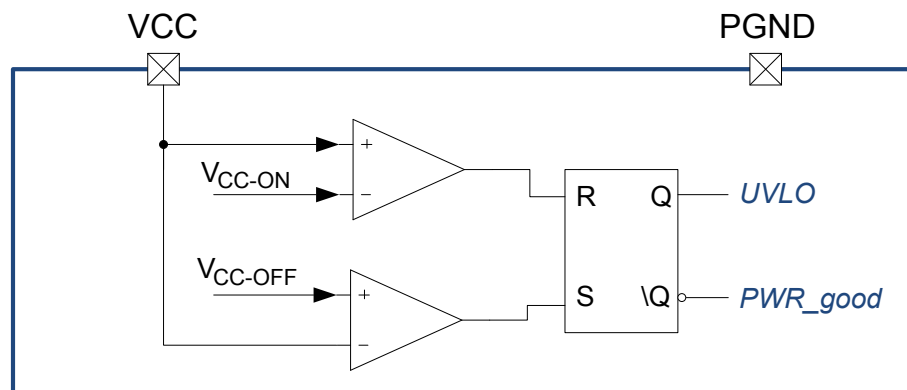 VCC PGND
+
VCC-ON -
R Q UVLO
VCC-OFF +
S \Q PWR_good
-